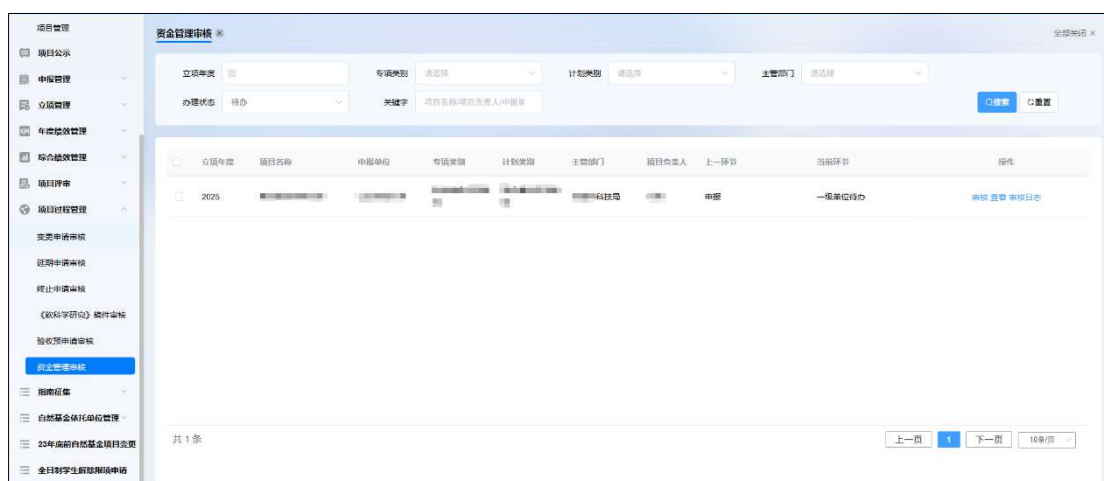 项目管理
项目公示
申报管理
立项管理
年度绩效管理
综合绩效管理
项目评审
项目过程管理
变更申请审核
延期申请审核
终止申请审核
《软科学研究》稿件审核
验收预申请审核
资金管理审核
指南征集
自然基金依托单位管理
23年底前自然基金项目变更
全日制学生解除限项申请
资金管理审核 ×
全部关闭 ×
立项年度 专项类别 请选择 计划类别 请选择 主管部门 请选择
办理状态 待办 关键字 项目名称/项目负责人/申报单 搜索 重置
立项年度 项目名称 申报单位 专项类别 计划类别 主管部门 项目负责人 上一环节 当前环节 操作
2025 科技局 申报 一级单位待办 审核 查看 审核日志
共 1 条 上一页 1 下一页 10条/页